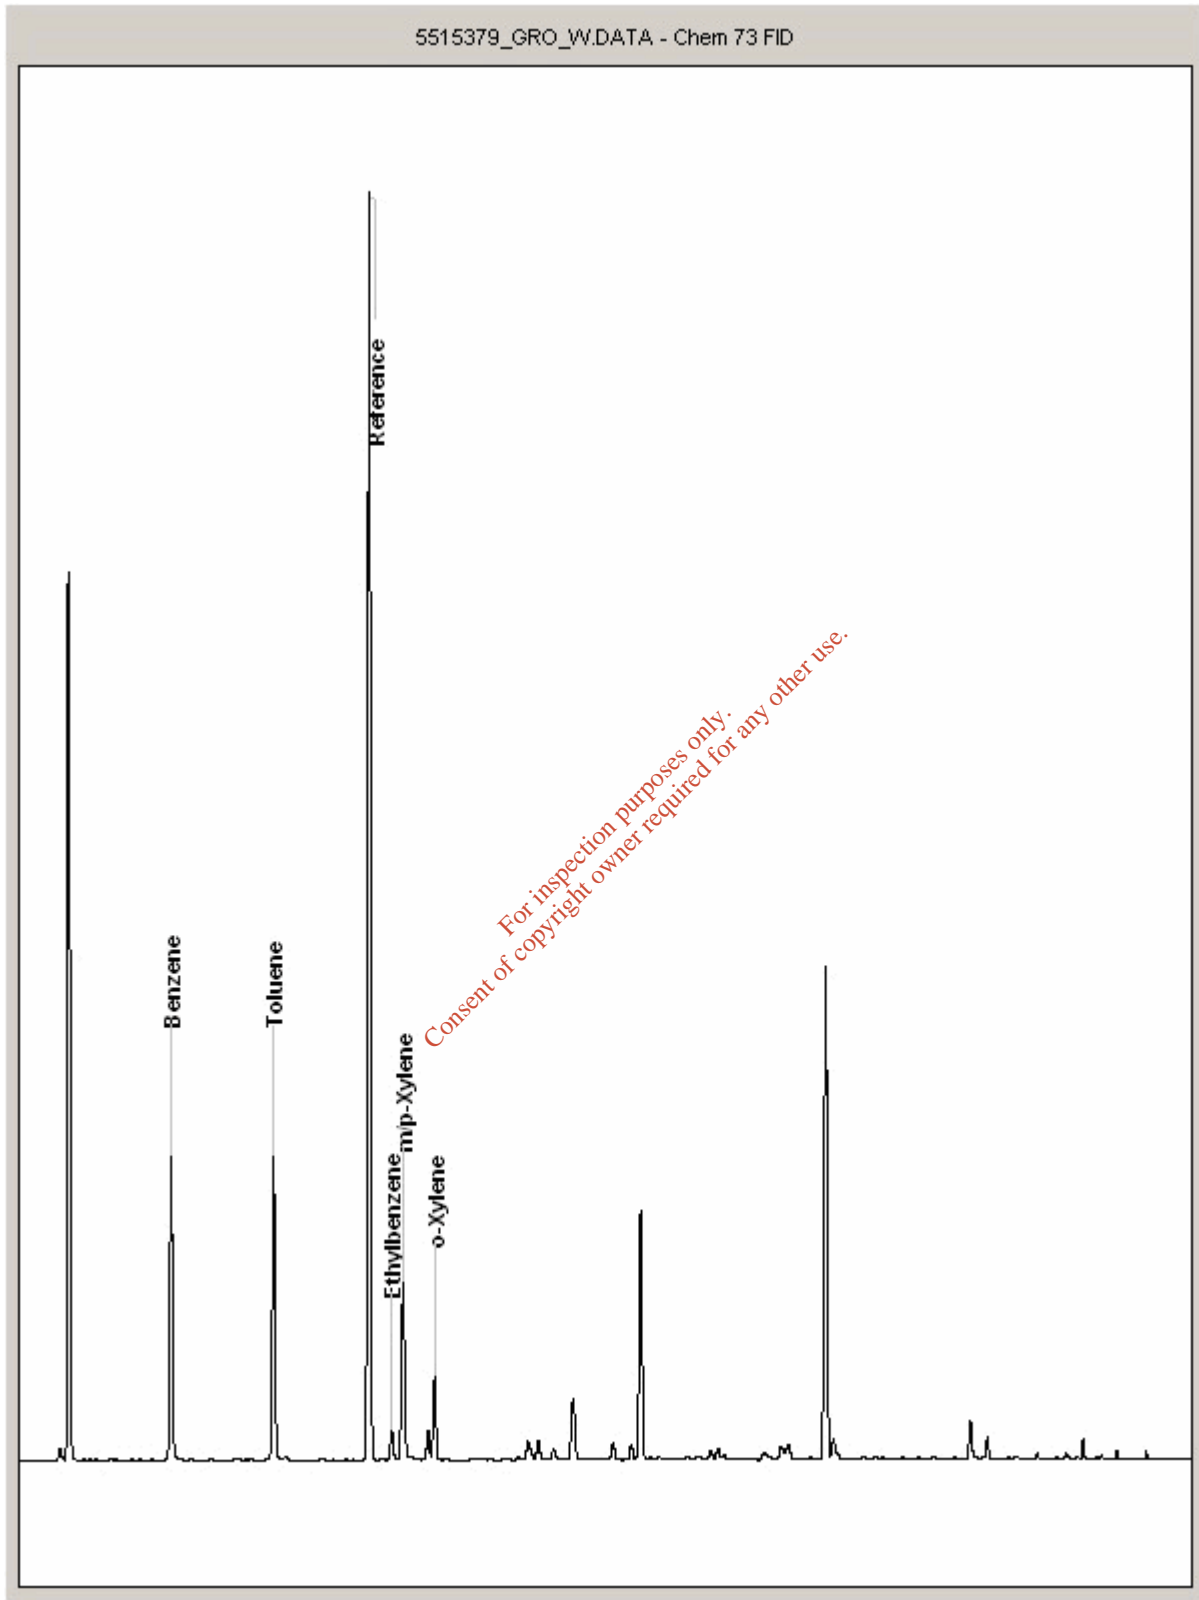 5515379_GRO_W.DATA - Chem 73 FID
Reference
Benzene
Toluene
Ethylbenzene
m/p-Xylene
o-Xylene
For inspection purposes only.
Consent of copyright owner required for any other use.